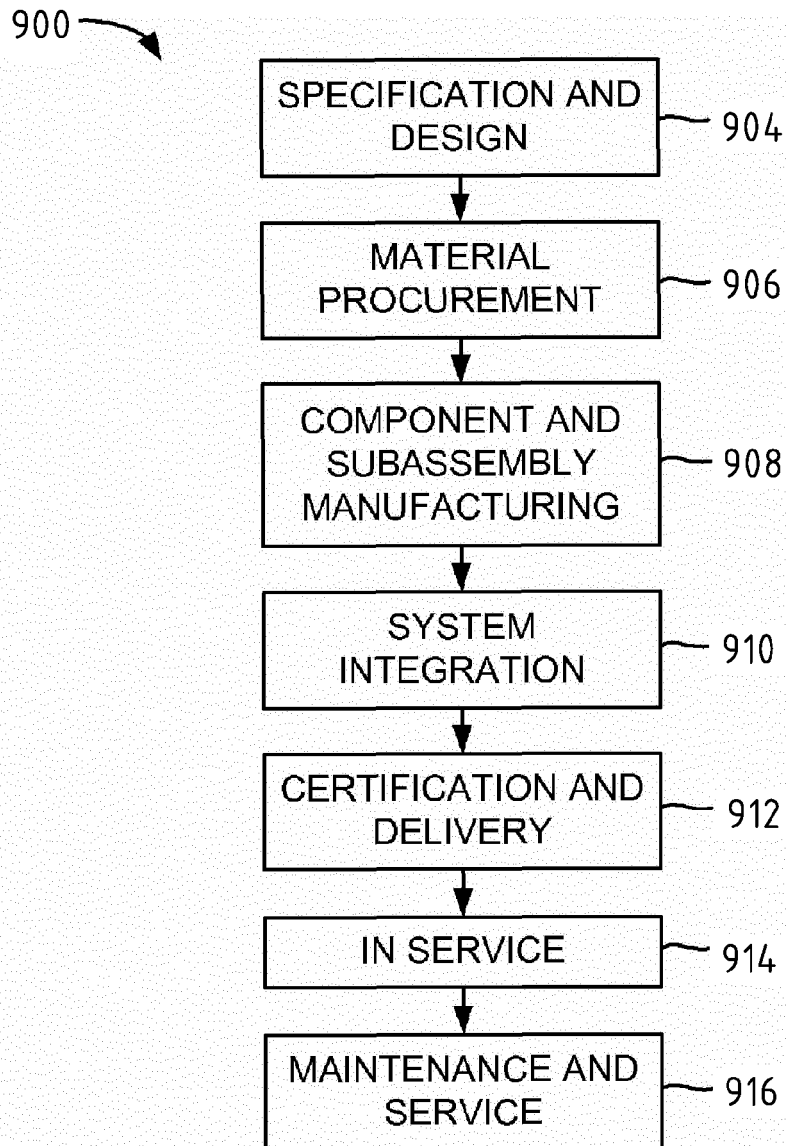 900
SPECIFICATION AND
DESIGN
904
MATERIAL
PROCUREMENT
906
COMPONENT AND
SUBASSEMBLY
MANUFACTURING
908
SYSTEM
INTEGRATION
910
CERTIFICATION AND
DELIVERY
912
IN SERVICE
914
MAINTENANCE AND
SERVICE
916